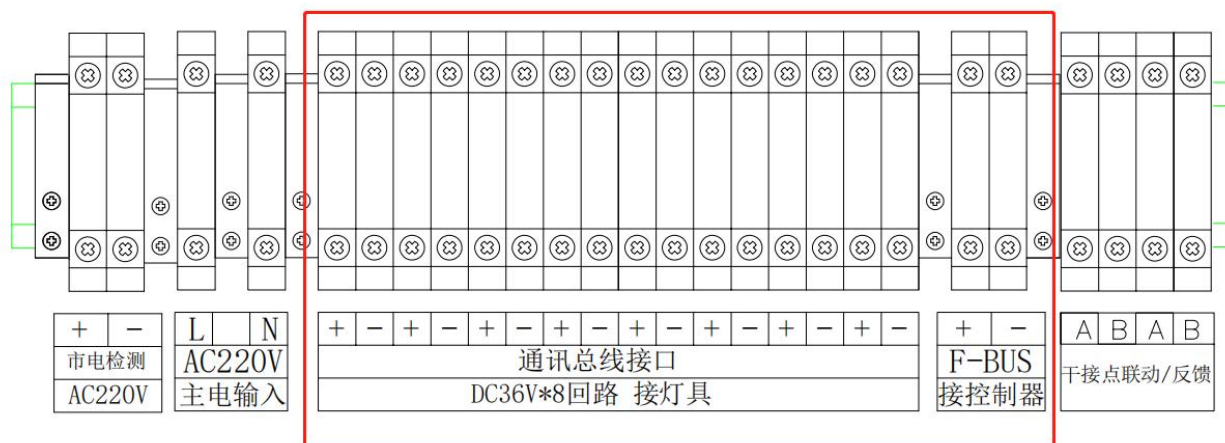 + − L N + − + − + − + − + − + − + − + − + − A B A B
市电检测 AC220V 通讯总线接口 F-BUS 干接点联动/反馈
AC220V 主电输入 DC36V*8回路 接灯具 接控制器